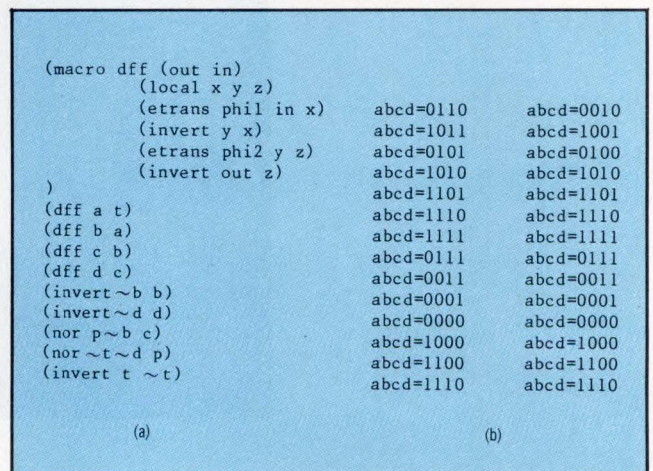 (macro dff (out in)
(local x y z)
(etrans phi1 in x)
(invert y x)
(etrans phi2 y z)
(invert out z)
)
(dff a t)
(dff b a)
(dff c b)
(dff d c)
(invert∼b b)
(invert∼d d)
(nor p∼b c)
(nor ∼t∼d p)
(invert t ∼t)
(a)
abcd=0110 abcd=0010
abcd=1011 abcd=1001
abcd=0101 abcd=0100
abcd=1010 abcd=1010
abcd=1101 abcd=1101
abcd=1110 abcd=1110
abcd=1111 abcd=1111
abcd=0111 abcd=0111
abcd=0011 abcd=0011
abcd=0001 abcd=0001
abcd=0000 abcd=0000
abcd=1000 abcd=1000
abcd=1100 abcd=1100
abcd=1110 abcd=1110
(b)